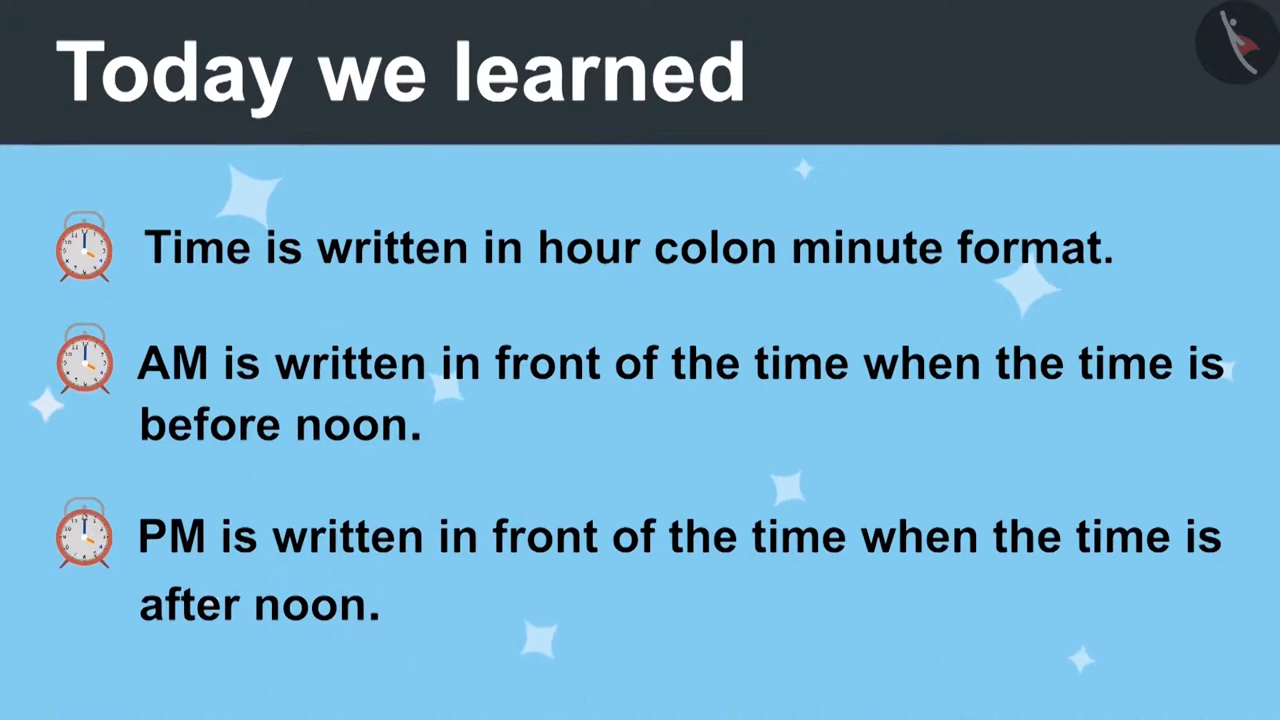 Today we learned
Time is written in hour colon minute format.
AM is written in front of the time when the time is
before noon.
PM is written in front of the time when the time is
after noon.